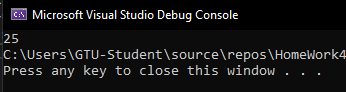 Microsoft Visual Studio Debug Console
25
C:\Users\GTU-Student\source\repos\HomeWork4
Press any key to close this window . . .